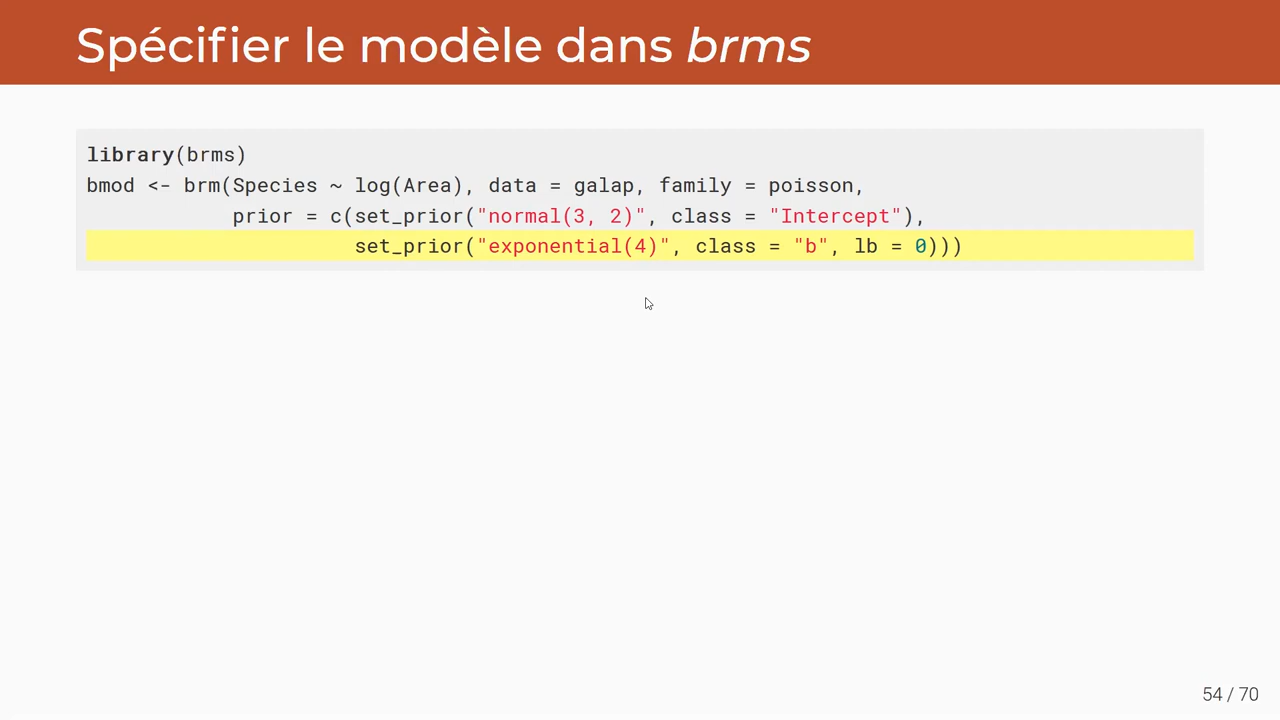 Spécifier le modèle dans brms
library(brms)
bmod <- brm(Species ~ log(Area), data = galap, family = poisson,
prior = c(set_prior("normal(3, 2)", class = "Intercept"),
set_prior("exponential(4)", class = "b", lb = 0)))
54 / 70